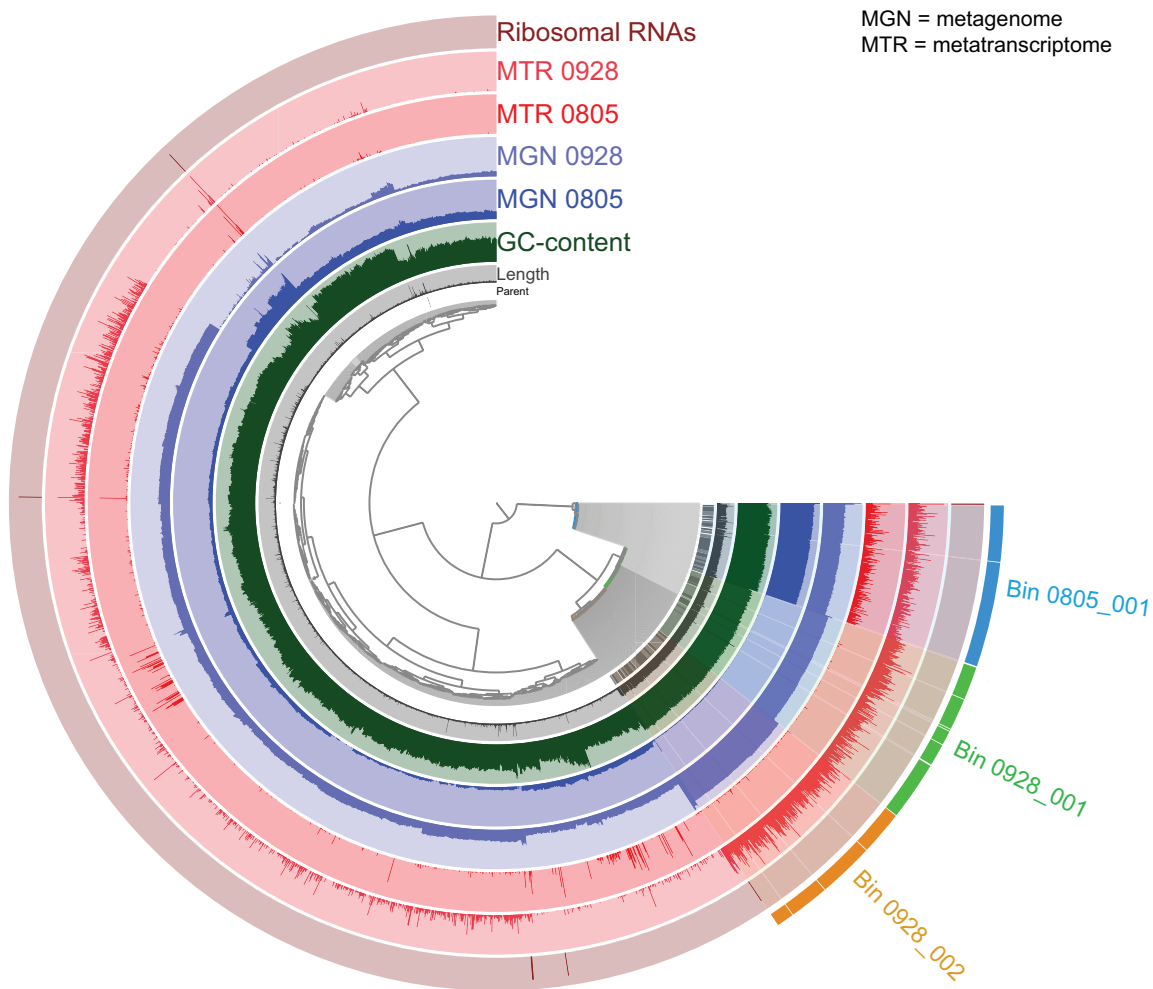 Ribosomal RNAs
MTR 0928
MTR 0805
MGN 0928
MGN 0805
GC-content
Length
Parent
MGN = metagenome
MTR = metatranscriptome
Bin 0805_001
Bin 0928_001
Bin 0928_002